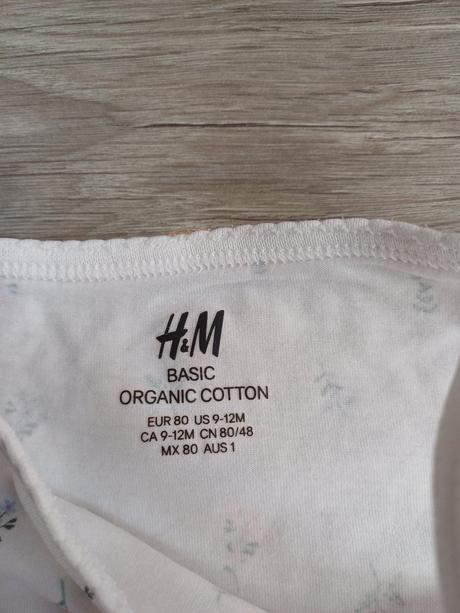 H&M
BASIC
ORGANIC COTTON
EUR 80 US 9-12M
CA 9-12M CN 80/48
MX 80 AUS 1